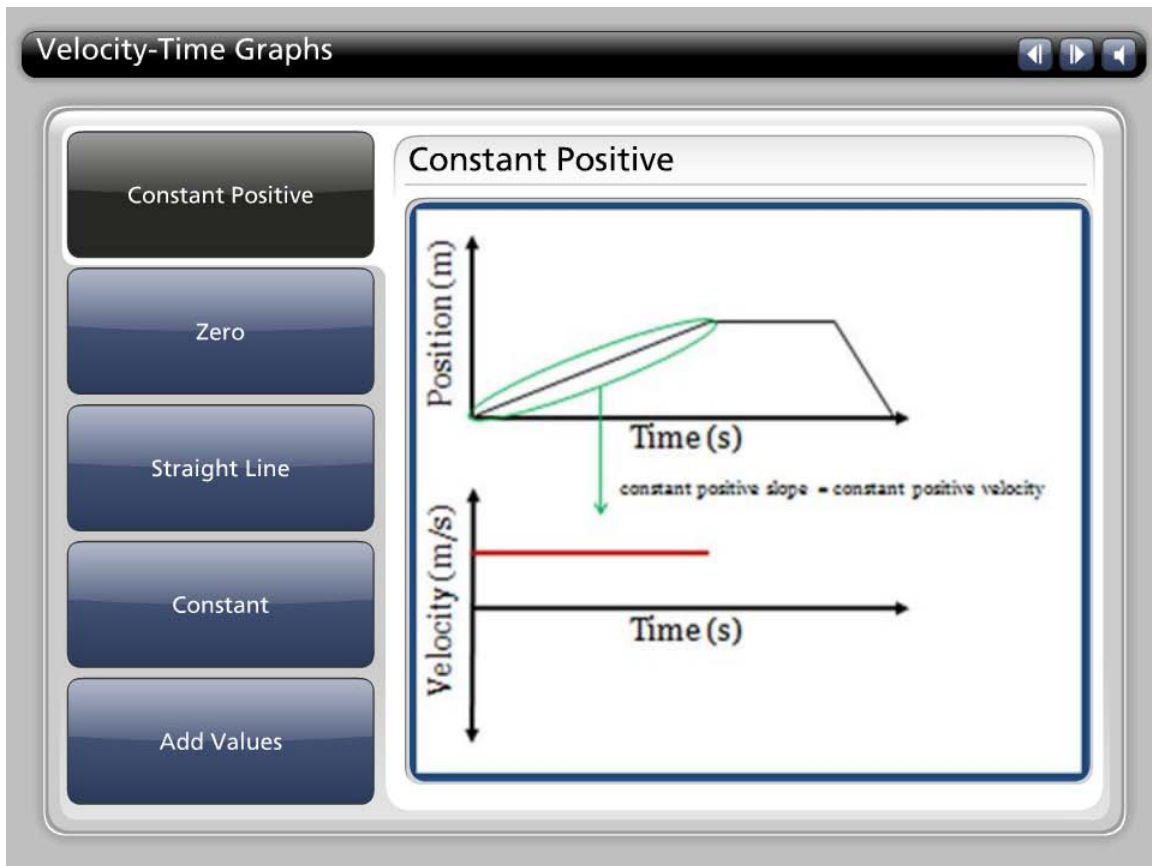 Velocity-Time Graphs
Constant Positive
Zero
Straight Line
Constant
Add Values
Constant Positive
Position (m)
Time (s)
constant positive slope = constant positive velocity
Velocity (m/s)
Time (s)